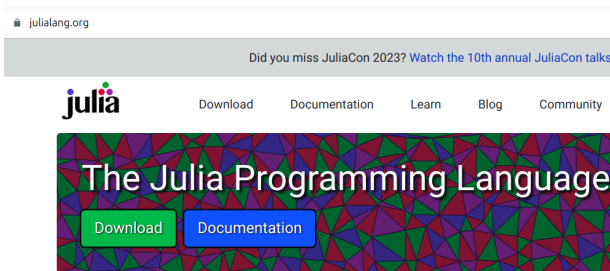 julialang.org
Did you miss JuliaCon 2023? Watch the 10th annual JuliaCon talks
julia
Download Documentation Learn Blog Community
The Julia Programming Language
Download Documentation